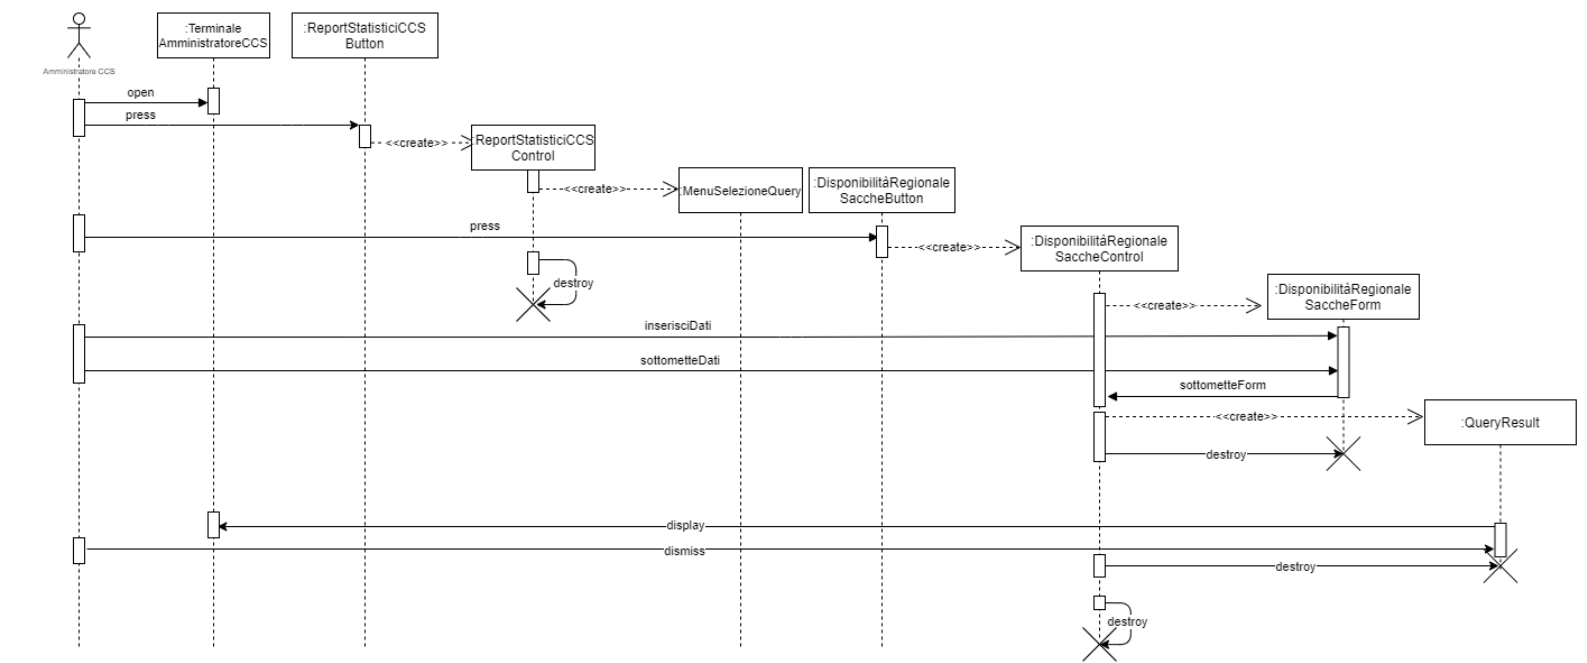 :Terminale
AmministratoreCCS
:ReportStatisticiCCS
Button
Amministratore CCS
open
press
<<create>>
:ReportStatisticiCCS
Control
<<create>>
:MenuSelezioneQuery
:DisponibilitàRegionale
SaccheButton
press
<<create>>
:DisponibilitàRegionale
SaccheControl
destroy
<<create>>
:DisponibilitàRegionale
SaccheForm
inserisciDati
sottometteDati
sottometteForm
<<create>>
:QueryResult
destroy
display
dismiss
destroy
destroy